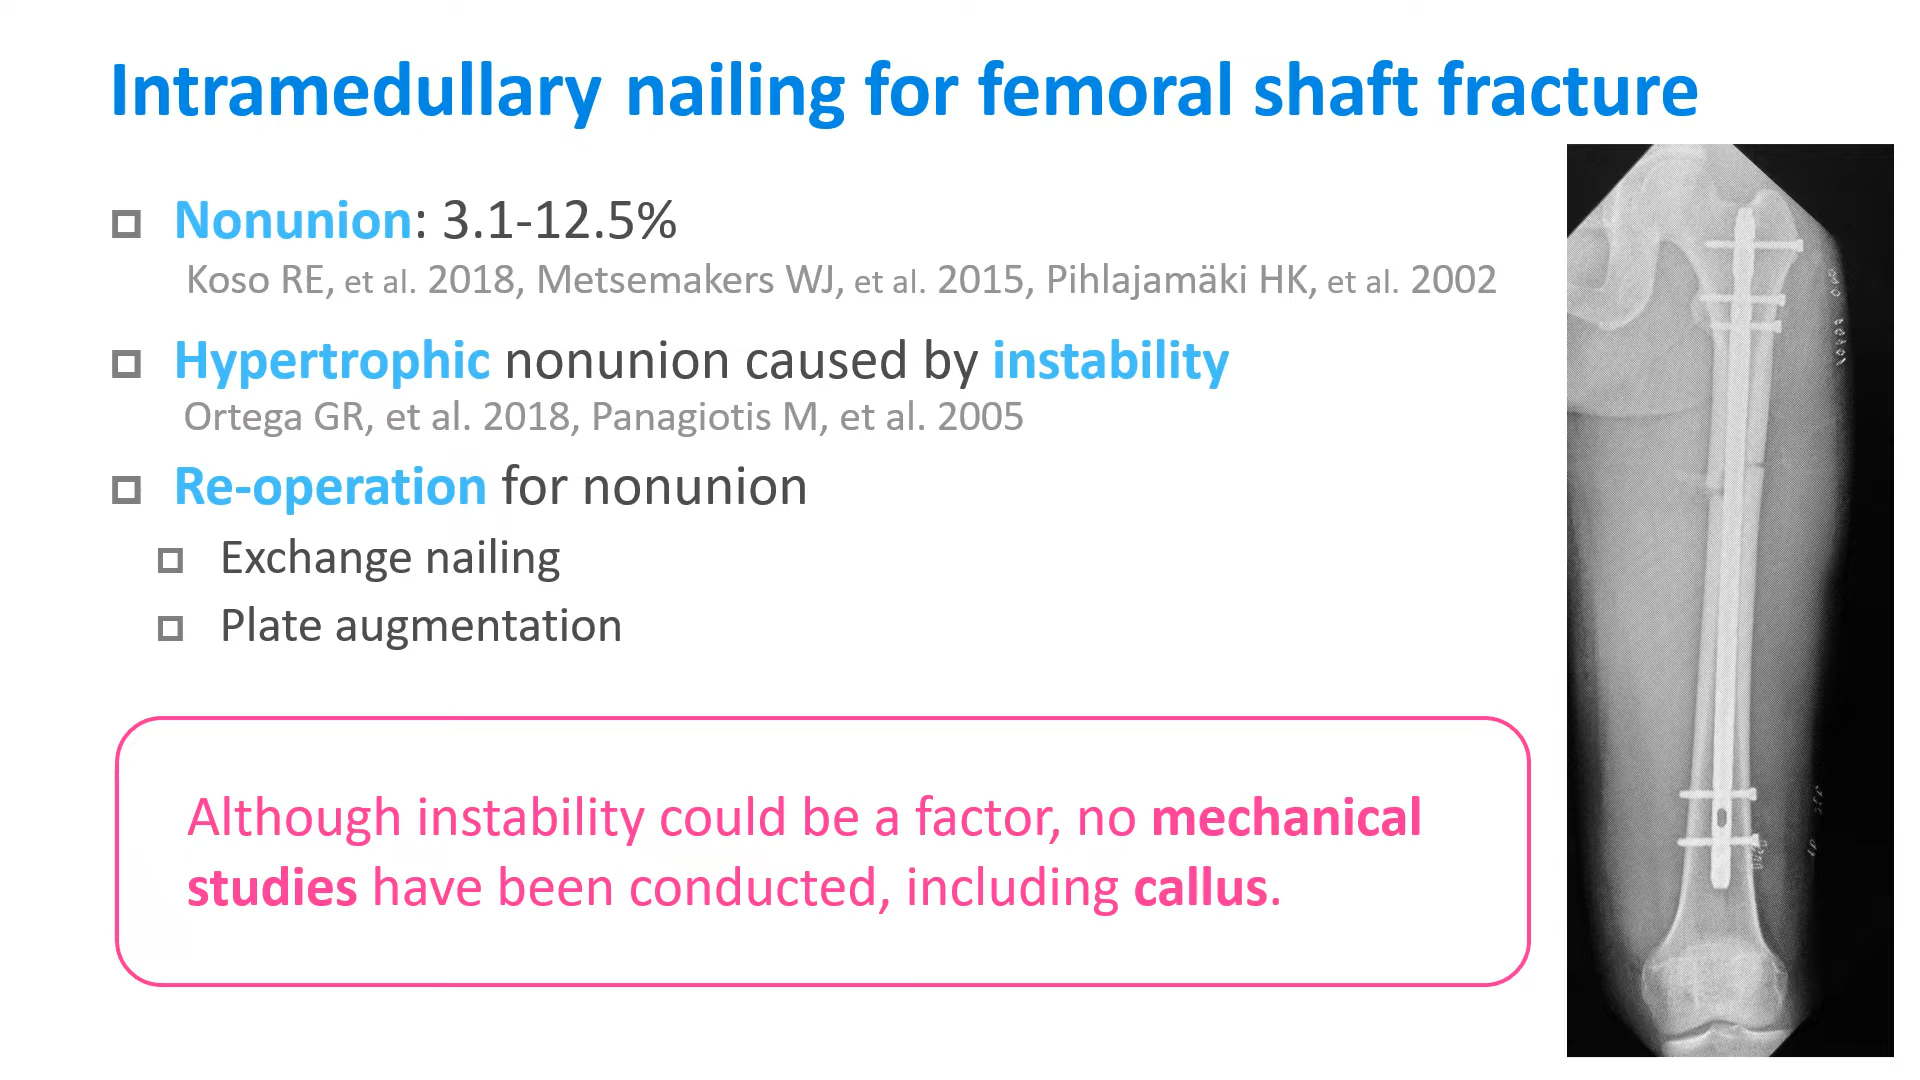 Intramedullary nailing for femoral shaft fracture
Nonunion: 3.1-12.5%
Koso RE, et al. 2018, Metsemakers WJ, et al. 2015, Pihlajamäki HK, et al. 2002
Hypertrophic nonunion caused by instability
Ortega GR, et al. 2018, Panagiotis M, et al. 2005
Re-operation for nonunion
Exchange nailing
Plate augmentation
Although instability could be a factor, no mechanical
studies have been conducted, including callus.